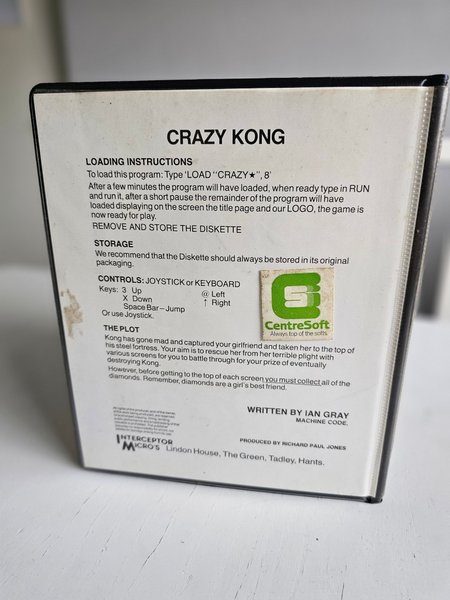 CRAZY KONG
LOADING INSTRUCTIONS
To load this program: Type 'LOAD "CRAZY★", 8'
After a few minutes the program will have loaded, when ready type in RUN
and run it, after a short pause the remainder of the program will have
loaded displaying on the screen the title page and our LOGO, the game is
now ready for play.
REMOVE AND STORE THE DISKETTE
STORAGE
We recommend that the Diskette should always be stored in its original
packaging.
CONTROLS: JOYSTICK or KEYBOARD
Keys: 3 Up @ Left
X Down ↑ Right
Space Bar – Jump
Or use Joystick.
CentreSoft
Always top of the softs.
THE PLOT
Kong has gone mad and captured your girlfriend and taken her to the top of
his steel fortress. Your aim is rescue her from her terrible plight with
various screens for you to battle through for your prize of eventually
destroying Kong.
However, before getting to the top of each screen you must collect all of the
diamonds. Remember, diamonds are a girl's best friend.
WRITTEN BY IAN GRAY
MACHINE CODE.
PRODUCED BY RICHARD PAUL JONES
INTERCEPTOR
MICRO'S
Lindon House, The Green, Tadley, Hants.